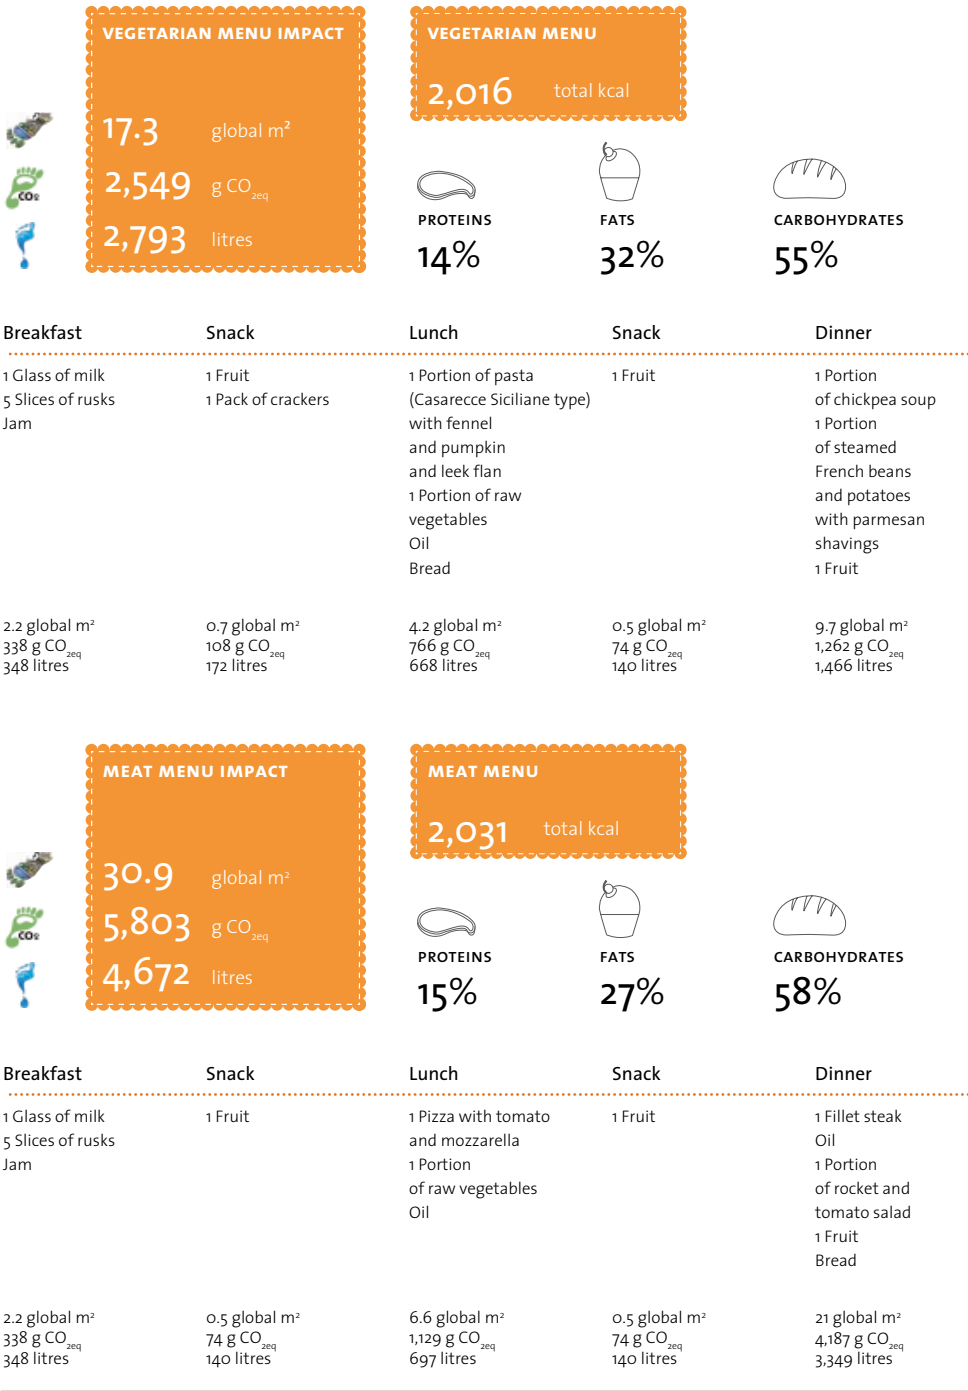 VEGETARIAN MENU IMPACT
17.3 global m²
2,549 g CO2eq
2,793 litres
CO2
VEGETARIAN MENU
2,016 total kcal
PROTEINS
14%
FATS
32%
CARBOHYDRATES
55%
Breakfast
1 Glass of milk
5 Slices of rusks
Jam
2.2 global m²
338 g CO2eq
348 litres
Snack
1 Fruit
1 Pack of crackers
0.7 global m²
108 g CO2eq
172 litres
Lunch
1 Portion of pasta
(Casarecce Siciliane type)
with fennel
and pumpkin
and leek flan
1 Portion of raw
vegetables
Oil
Bread
4.2 global m²
766 g CO2eq
668 litres
Snack
1 Fruit
0.5 global m²
74 g CO2eq
140 litres
Dinner
1 Portion
of chickpea soup
1 Portion
of steamed
French beans
and potatoes
with parmesan
shavings
1 Fruit
9.7 global m²
1,262 g CO2eq
1,466 litres
MEAT MENU IMPACT
30.9 global m²
5,803 g CO2eq
4,672 litres
CO2
MEAT MENU
2,031 total kcal
PROTEINS
15%
FATS
27%
CARBOHYDRATES
58%
Breakfast
1 Glass of milk
5 Slices of rusks
Jam
2.2 global m²
338 g CO2eq
348 litres
Snack
1 Fruit
0.5 global m²
74 g CO2eq
140 litres
Lunch
1 Pizza with tomato
and mozzarella
1 Portion
of raw vegetables
Oil
6.6 global m²
1,129 g CO2eq
697 litres
Snack
1 Fruit
0.5 global m²
74 g CO2eq
140 litres
Dinner
1 Fillet steak
Oil
1 Portion
of rocket and
tomato salad
1 Fruit
Bread
21 global m²
4,187 g CO2eq
3,349 litres